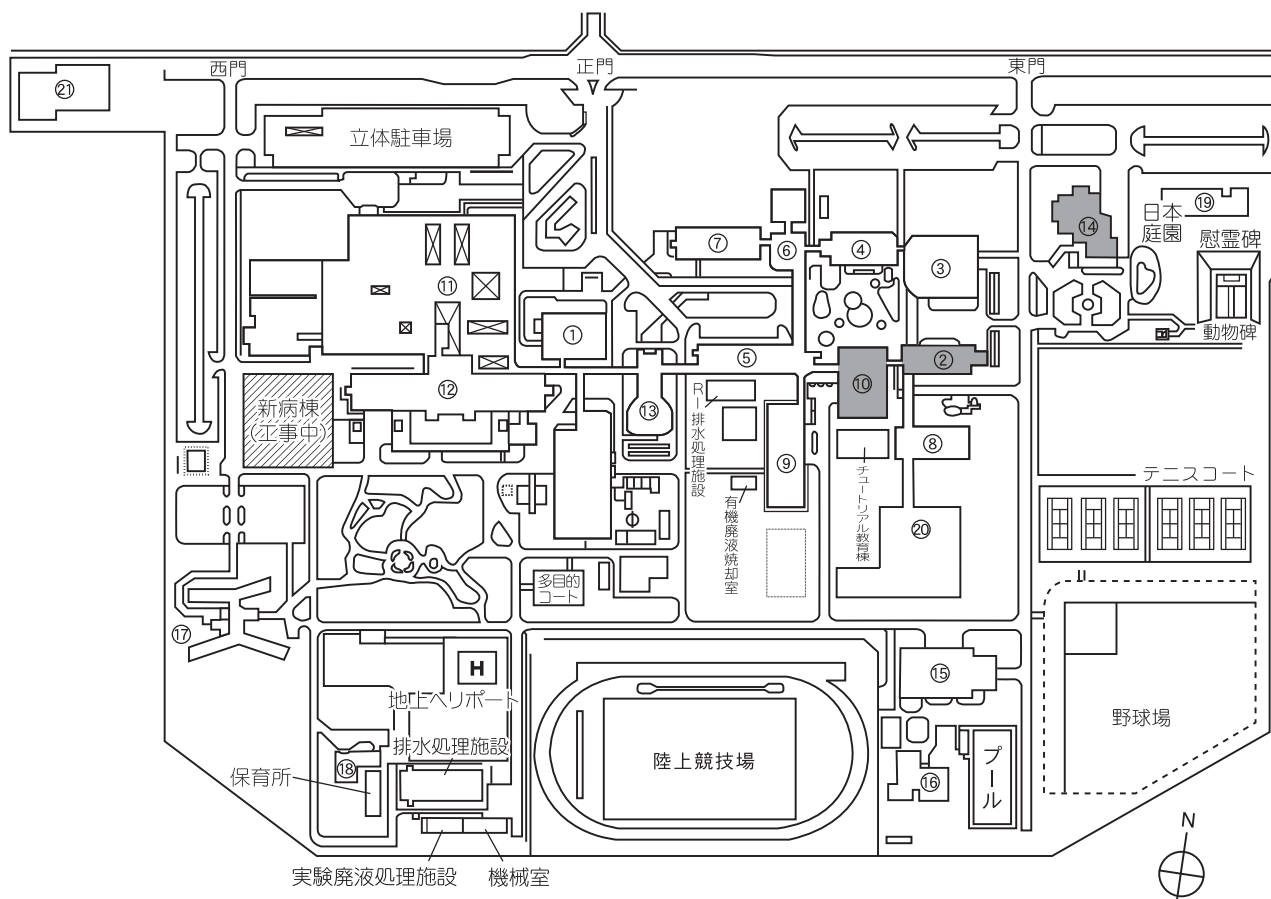 西門
正門
東門
㉑
立体駐車場
⑭
⑲
日本
庭園
慰霊碑
⑦
⑥
④
③
⑪
①
動物碑
⑤
②
⑫
⑩
⑬
新病棟
(工事中)
RI排水処理施設
⑧
⑨
チュートリアル教育棟
テニスコート
有機廃液焼却室
⑳
多目的
コート
⑰
H
地上ヘリポート
⑮
野球場
排水処理施設
陸上競技場
プール
⑱
保育所
⑯
実験廃液処理施設
機械室
N